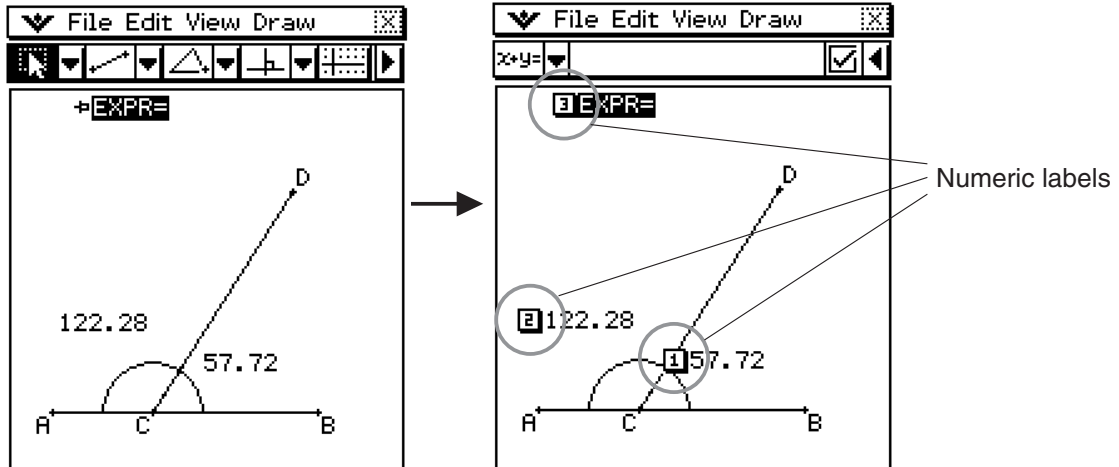 File Edit View Draw
EXPR=
D
122.28
57.72
A C B
File Edit View Draw
x+y=
3 EXPR=
D
Numeric labels
2 122.28
1 57.72
A C B